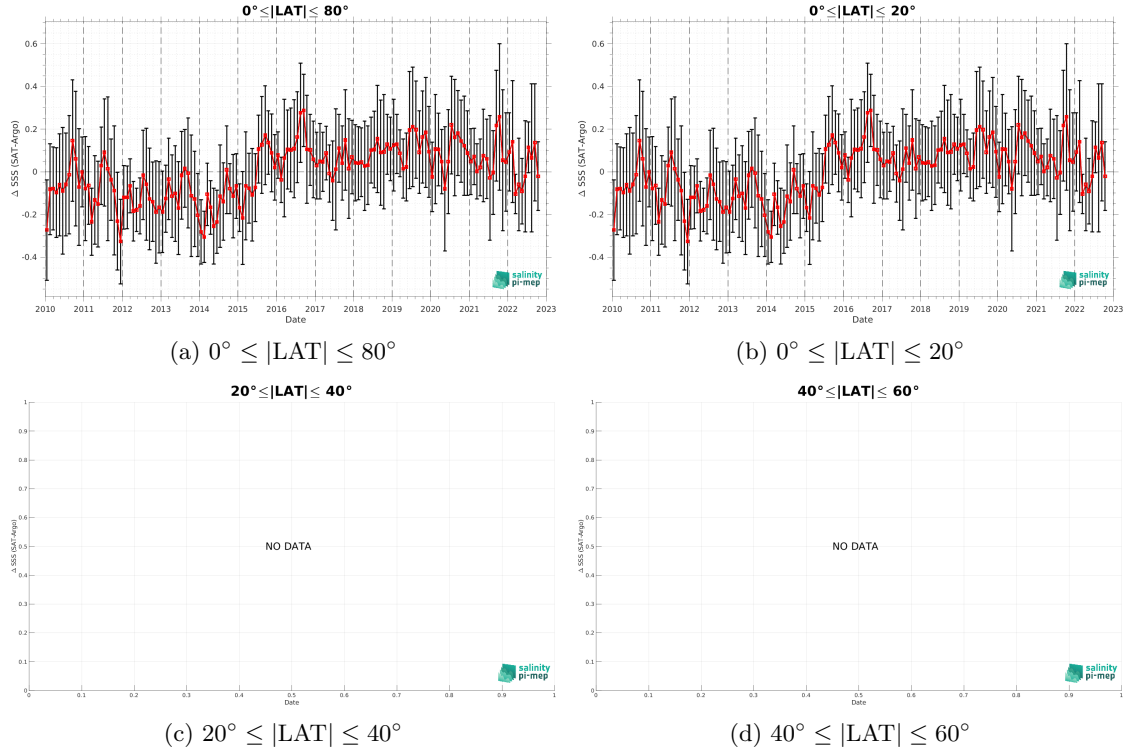 0°≤|LAT|≤ 80°
Δ SSS (SAT-Argo)
0.6
0.4
0.2
0
-0.2
-0.4
2010 2011 2012 2013 2014 2015 2016 2017 2018 2019 2020 2021 2022 2023
Date
salinity
pi-mep
(a) 0° ≤ |LAT| ≤ 80°
0°≤|LAT|≤ 20°
Δ SSS (SAT-Argo)
0.6
0.4
0.2
0
-0.2
-0.4
2010 2011 2012 2013 2014 2015 2016 2017 2018 2019 2020 2021 2022 2023
Date
salinity
pi-mep
(b) 0° ≤ |LAT| ≤ 20°
20°≤|LAT|≤ 40°
Δ SSS (SAT-Argo)
1
0.9
0.8
0.7
0.6
0.5
0.4
0.3
0.2
0.1
0
NO DATA
0 0.1 0.2 0.3 0.4 0.5 0.6 0.7 0.8 0.9 1
Date
salinity
pi-mep
(c) 20° ≤ |LAT| ≤ 40°
40°≤|LAT|≤ 60°
Δ SSS (SAT-Argo)
1
0.9
0.8
0.7
0.6
0.5
0.4
0.3
0.2
0.1
0
NO DATA
0 0.1 0.2 0.3 0.4 0.5 0.6 0.7 0.8 0.9 1
Date
salinity
pi-mep
(d) 40° ≤ |LAT| ≤ 60°